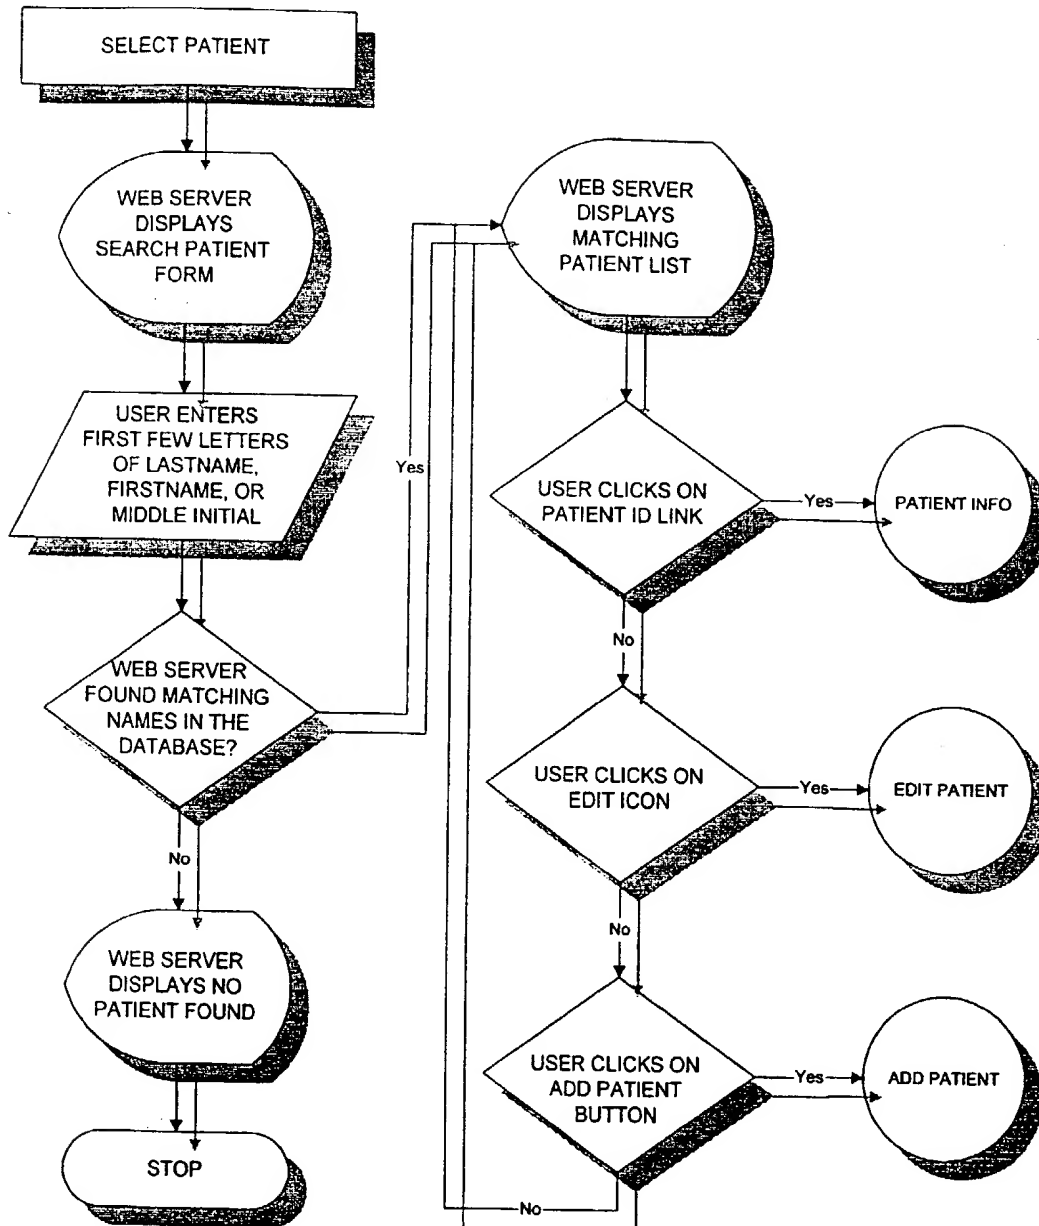 SELECT PATIENT
WEB SERVER
DISPLAYS
SEARCH PATIENT
FORM
USER ENTERS
FIRST FEW LETTERS
OF LASTNAME,
FIRSTNAME, OR
MIDDLE INITIAL
WEB SERVER
FOUND MATCHING
NAMES IN THE
DATABASE?
Yes
No
WEB SERVER
DISPLAYS NO
PATIENT FOUND
STOP
WEB SERVER
DISPLAYS
MATCHING
PATIENT LIST
USER CLICKS ON
PATIENT ID LINK
Yes
PATIENT INFO
No
USER CLICKS ON
EDIT ICON
Yes
EDIT PATIENT
No
USER CLICKS ON
ADD PATIENT
BUTTON
Yes
ADD PATIENT
No